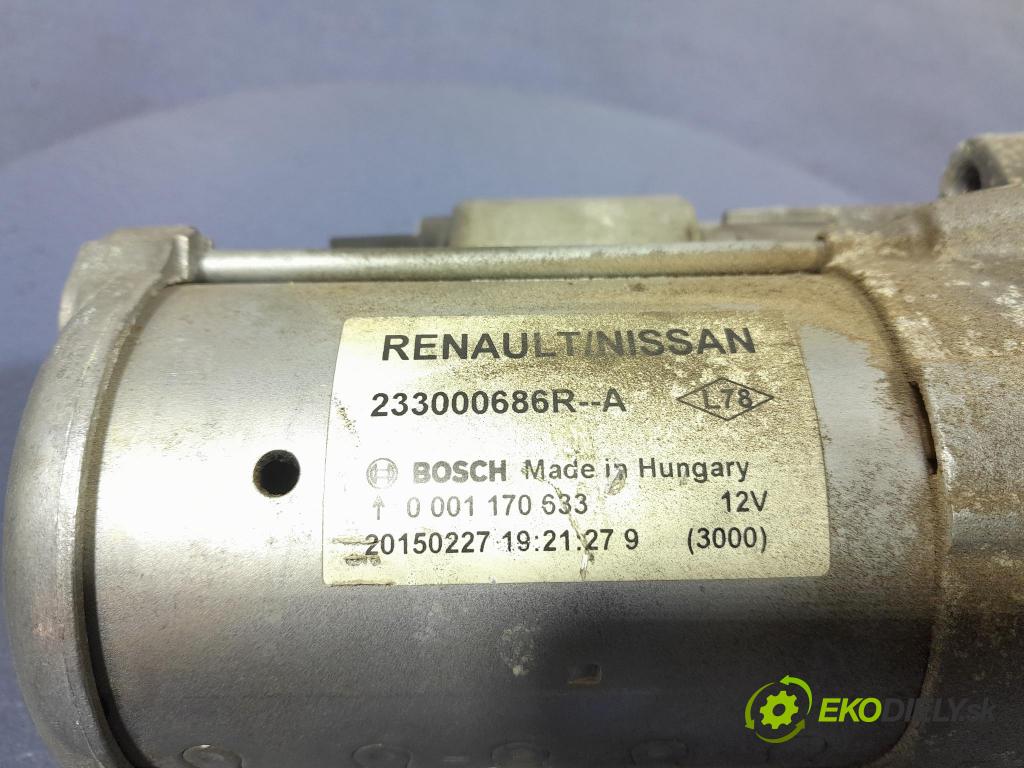 RENAULT/NISSAN
233000686R--A
L78
BOSCH Made in Hungary
↑ 0 001 170 633 12V
20150227 19:21:27 9 (3000)
EKODIELY.sk